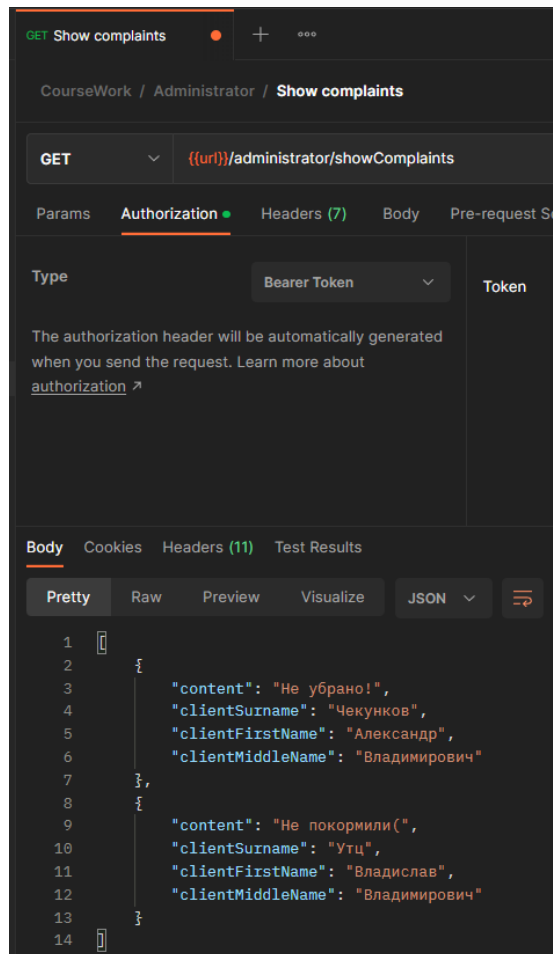 GET Show complaints
CourseWork / Administrator / Show complaints
GET {{url}}/administrator/showComplaints
Params Authorization Headers (7) Body Pre-request
Type Bearer Token Token
The authorization header will be automatically generated
when you send the request. Learn more about
authorization ↗
Body Cookies Headers (11) Test Results
Pretty Raw Preview Visualize JSON
1 [
2 {
3 "content": "Не убрано!",
4 "clientSurname": "Чекунков",
5 "clientFirstName": "Александр",
6 "clientMiddleName": "Владимирович"
7 },
8 {
9 "content": "Не покормили(",
10 "clientSurname": "Утц",
11 "clientFirstName": "Владислав",
12 "clientMiddleName": "Владимирович"
13 }
14 ]